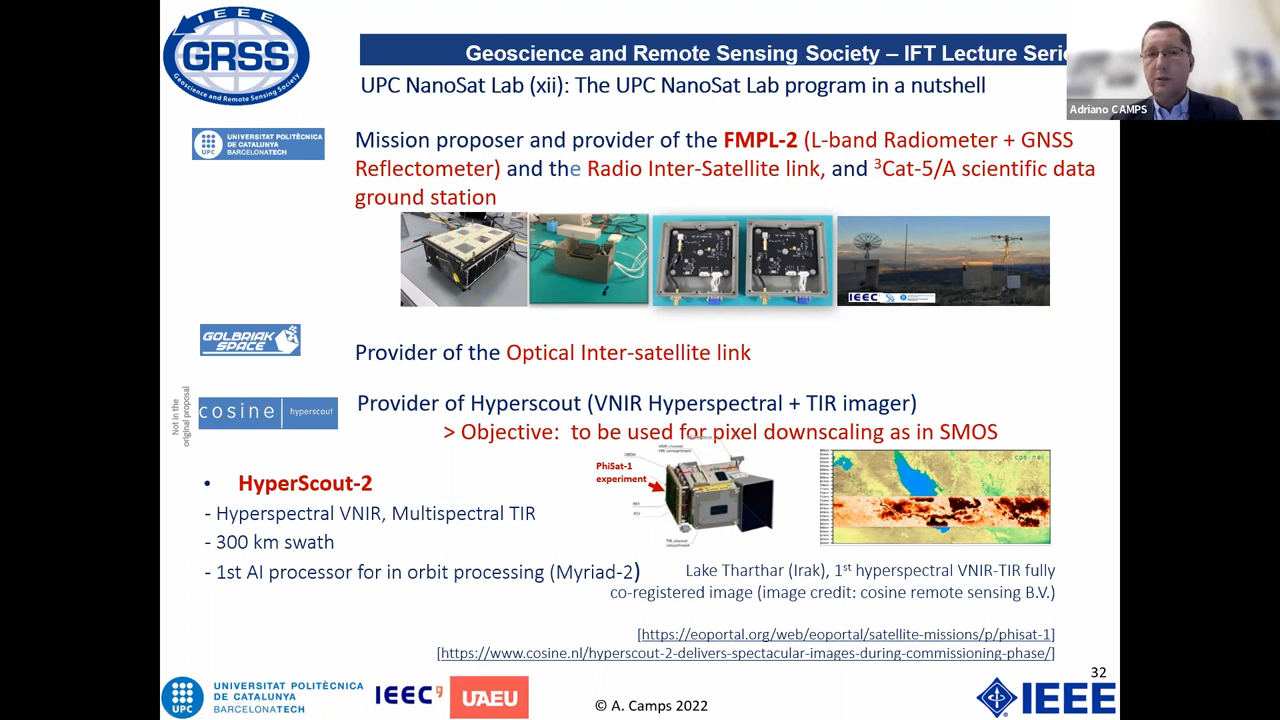 IEEE
GRSS
Geoscience and Remote Sensing Society
Geoscience and Remote Sensing Society – IFT Lecture
UPC NanoSat Lab (xii): The UPC NanoSat Lab program in a nutshell
Adriano CAMPS
UPC
UNIVERSITAT POLITÈCNICA
DE CATALUNYA
BARCELONATECH
Mission proposer and provider of the FMPL-2 (L-band Radiometer + GNSS
Reflectometer) and the Radio Inter-Satellite link, and ³Cat-5/A scientific data
ground station
IEEC
GOLBRIAK
SPACE
Provider of the Optical Inter-satellite link
Not in the
original proposal
cosine hyperscout
Provider of Hyperscout (VNIR Hyperspectral + TIR imager)
> Objective: to be used for pixel downscaling as in SMOS
PhiSat-1
experiment
TIR channel
compartment
cosine
• HyperScout-2
- Hyperspectral VNIR, Multispectral TIR
- 300 km swath
- 1st AI processor for in orbit processing (Myriad-2)
Lake Tharthar (Irak), 1st hyperspectral VNIR-TIR fully
co-registered image (image credit: cosine remote sensing B.V.)
[https://eoportal.org/web/eoportal/satellite-missions/p/phisat-1]
[https://www.cosine.nl/hyperscout-2-delivers-spectacular-images-during-commissioning-phase/]
32
UPC
UNIVERSITAT POLITÈCNICA
DE CATALUNYA
BARCELONATECH
IEEC
UAEU
© A. Camps 2022
IEEE